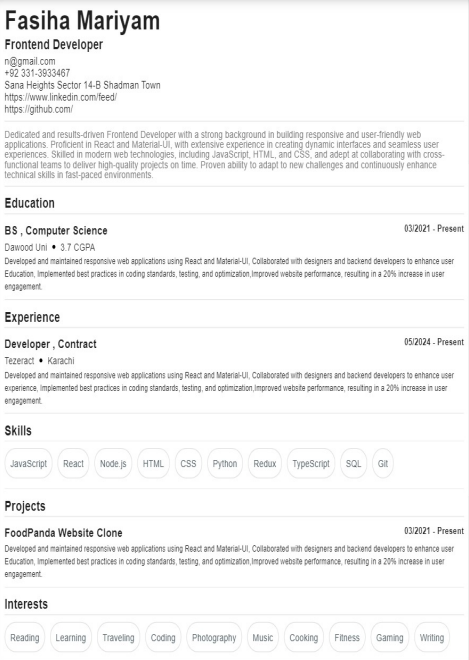 Fasiha Mariyam
Frontend Developer
n@gmail.com
+92 331-3933467
Sana Heights Sector 14-B Shadman Town
https://www.linkedin.com/feed/
https://github.com/
Dedicated and results-driven Frontend Developer with a strong background in building responsive and user-friendly web
applications. Proficient in React and Material-UI, with extensive experience in creating dynamic interfaces and seamless user
experiences. Skilled in modern web technologies, including JavaScript, HTML, and CSS, and adept at collaborating with cross-
functional teams to deliver high-quality projects on time. Proven ability to adapt to new challenges and continuously enhance
technical skills in fast-paced environments.
Education
BS , Computer Science 03/2021 - Present
Dawood Uni • 3.7 CGPA
Developed and maintained responsive web applications using React and Material-UI, Collaborated with designers and backend developers to enhance user
Education, Implemented best practices in coding standards, testing, and optimization,Improved website performance, resulting in a 20% increase in user
engagement.
Experience
Developer , Contract 05/2024 - Present
Tezeract • Karachi
Developed and maintained responsive web applications using React and Material-UI, Collaborated with designers and backend developers to enhance user
experience, Implemented best practices in coding standards, testing, and optimization,Improved website performance, resulting in a 20% increase in user
engagement.
Skills
JavaScript React Node.js HTML CSS Python Redux TypeScript SQL Git
Projects
FoodPanda Website Clone 03/2021 - Present
Developed and maintained responsive web applications using React and Material-UI, Collaborated with designers and backend developers to enhance user
Education, Implemented best practices in coding standards, testing, and optimization,Improved website performance, resulting in a 20% increase in user
engagement.
Interests
Reading Learning Traveling Coding Photography Music Cooking Fitness Gaming Writing